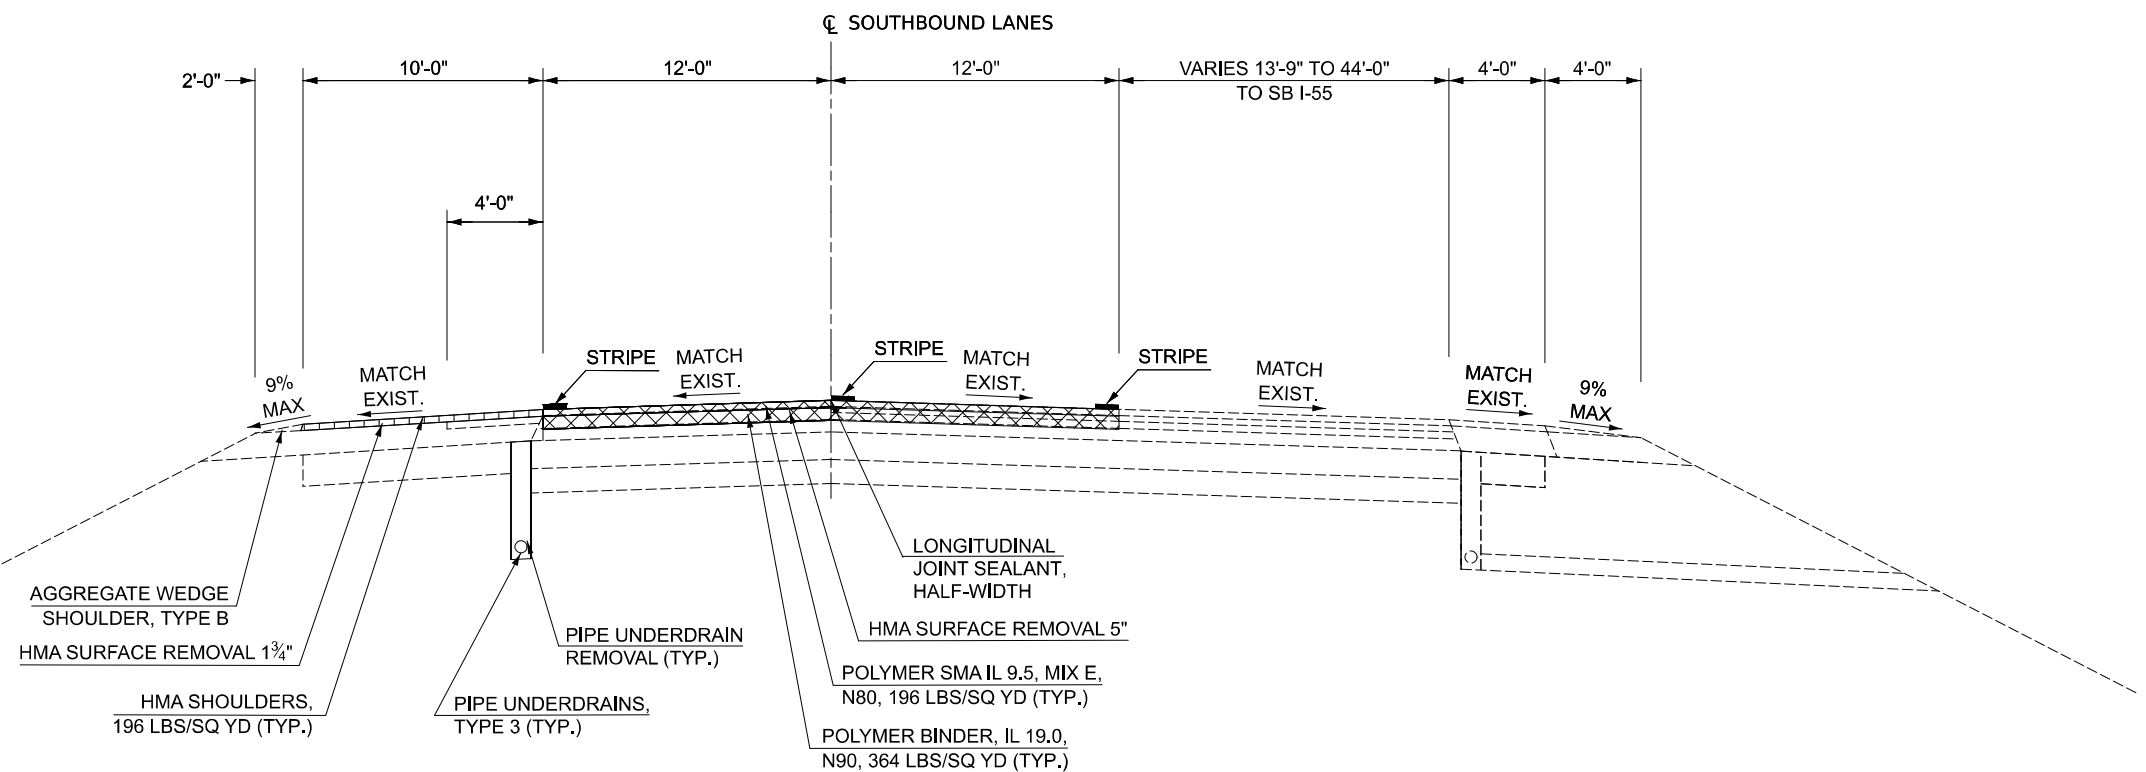 ℄ SOUTHBOUND LANES
2'-0"
10'-0"
12'-0"
12'-0"
VARIES 13'-9" TO 44'-0"
TO SB I-55
4'-0"
4'-0"
4'-0"
9%
MAX
MATCH
EXIST.
STRIPE
MATCH
EXIST.
STRIPE
MATCH
EXIST.
STRIPE
MATCH
EXIST.
MATCH
EXIST.
9%
MAX
AGGREGATE WEDGE
SHOULDER, TYPE B
HMA SURFACE REMOVAL 1¾"
HMA SHOULDERS,
196 LBS/SQ YD (TYP.)
PIPE UNDERDRAIN
REMOVAL (TYP.)
PIPE UNDERDRAINS,
TYPE 3 (TYP.)
LONGITUDINAL
JOINT SEALANT,
HALF-WIDTH
HMA SURFACE REMOVAL 5"
POLYMER SMA IL 9.5, MIX E,
N80, 196 LBS/SQ YD (TYP.)
POLYMER BINDER, IL 19.0,
N90, 364 LBS/SQ YD (TYP.)